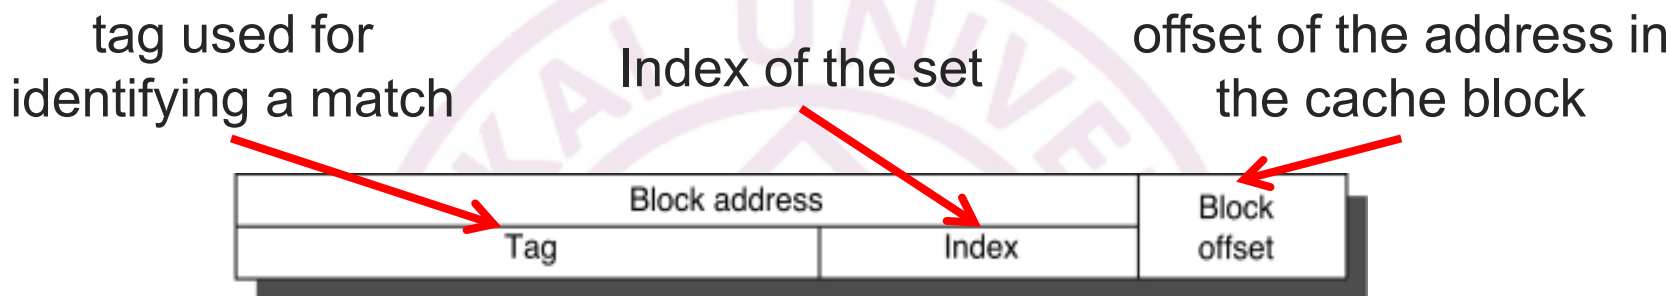 tag used for
identifying a match
Index of the set
offset of the address in
the cache block
Block address
Tag
Index
Block
offset